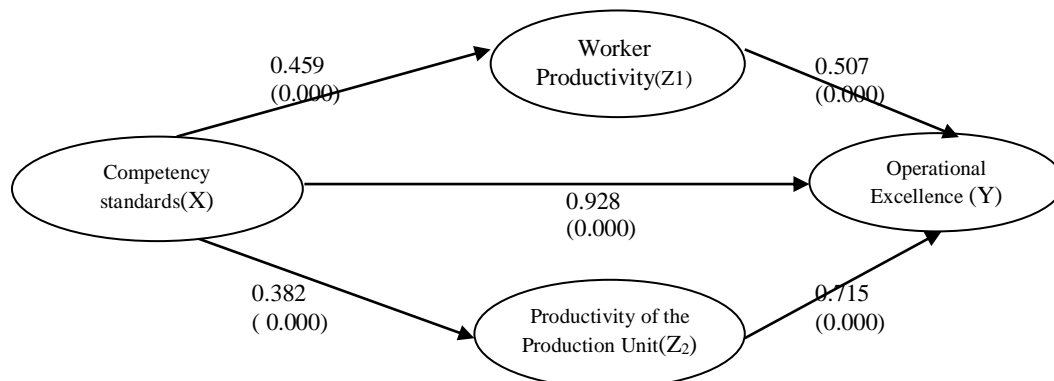 Worker
Productivity(Z1)
0.459
(0.000)
0.507
(0.000)
Competency
standards(X)
Operational
Excellence (Y)
0.928
(0.000)
0.382
( 0.000)
0.715
(0.000)
Productivity of the
Production Unit(Z₂)